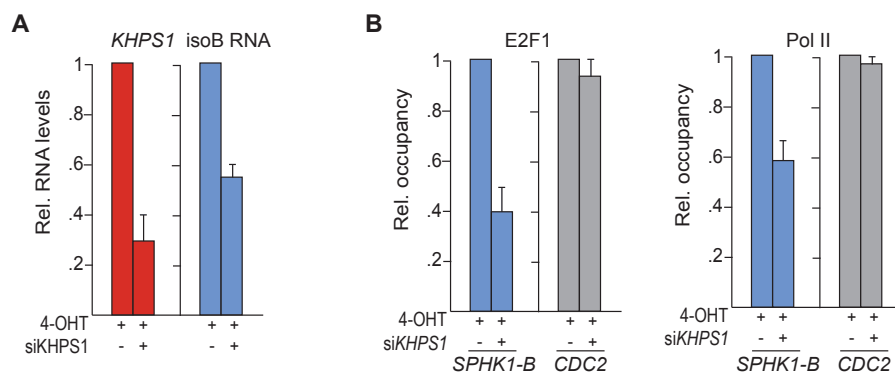 A
KHPS1 isoB RNA
Rel. RNA levels
1
.8
.6
.4
.2
4-OHT + + + +
siKHPS1 - + - +
B
E2F1
Rel. occupancy
1
.8
.6
.4
.2
4-OHT + + + +
siKHPS1 - + - +
SPHK1-B CDC2
Pol II
Rel. occupancy
1
.8
.6
.4
.2
4-OHT + + + +
siKHPS1 - + - +
SPHK1-B CDC2